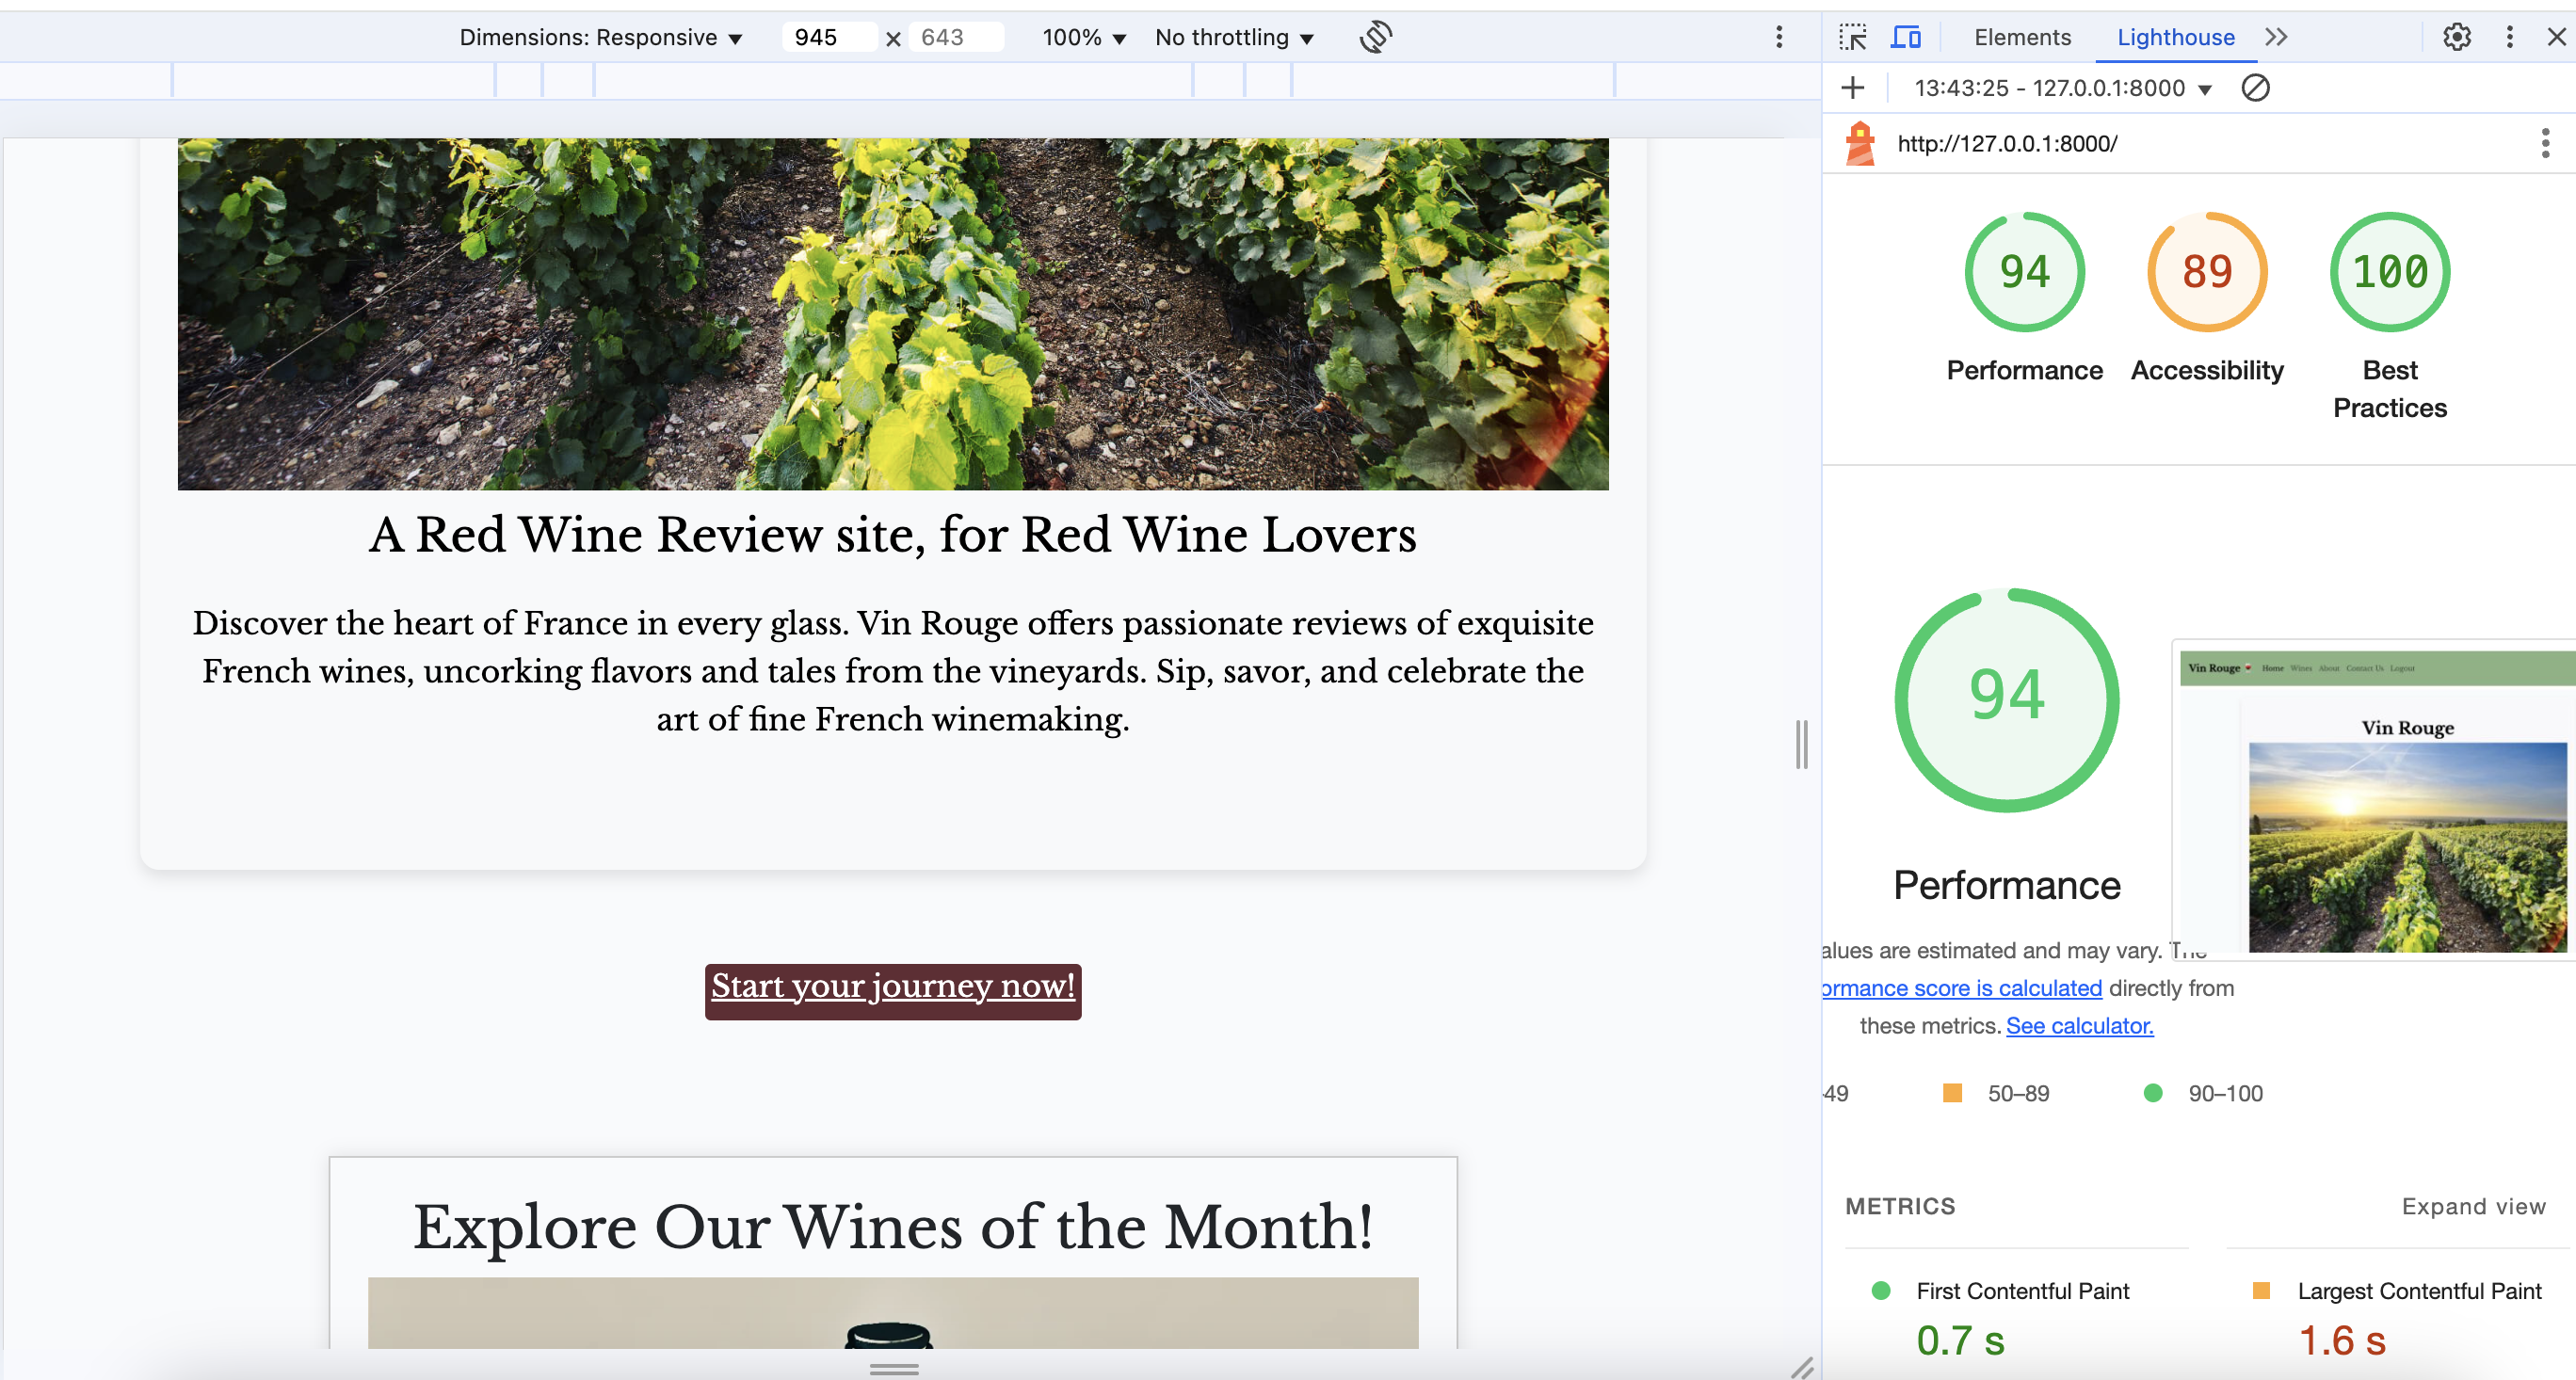 Dimensions: Responsive ▼ 945 × 643 100% ▼ No throttling ▼
Elements Lighthouse
13:43:25 - 127.0.0.1:8000 ▼
http://127.0.0.1:8000/
94 89 100
Performance Accessibility Best
Practices
A Red Wine Review site, for Red Wine Lovers
Discover the heart of France in every glass. Vin Rouge offers passionate reviews of exquisite
French wines, uncorking flavors and tales from the vineyards. Sip, savor, and celebrate the
art of fine French winemaking.
Start your journey now!
Explore Our Wines of the Month!
94
Performance
Vin Rouge Home Wines About Contact Us Logout
Vin Rouge
alues are estimated and may vary. The
ormance score is calculated directly from
these metrics. See calculator.
-49 50–89 90–100
METRICS Expand view
First Contentful Paint Largest Contentful Paint
0.7 s 1.6 s